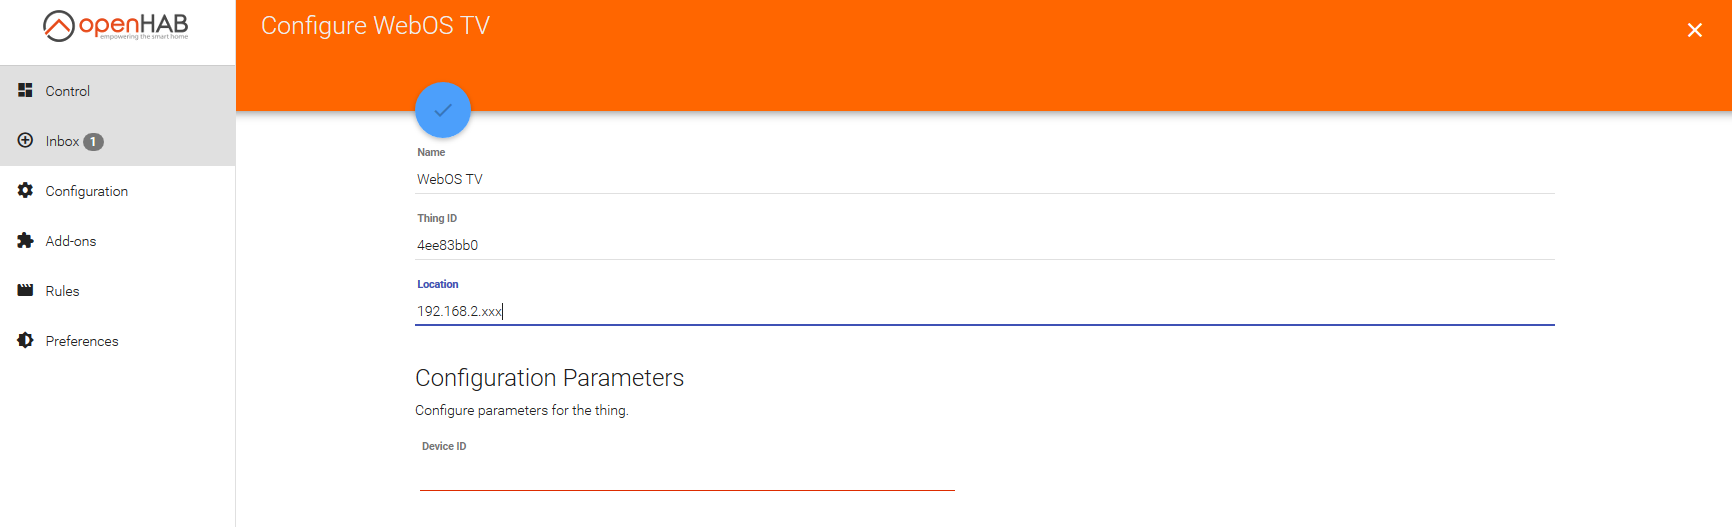 openHAB
empowering the smart home
Control
Inbox 1
Configuration
Add-ons
Rules
Preferences
Configure WebOS TV
Name
WebOS TV
Thing ID
4ee83bb0
Location
192.168.2.xxx
Configuration Parameters
Configure parameters for the thing.
Device ID